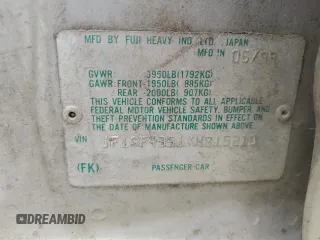 MFD BY FUJI HEAVY IND. LTD. JAPAN
MFD IN
GVWR 3950LB(1792KG)
GAWR FRONT-1950LB( 885KG)
REAR -2000LB( 907KG)
THIS VEHICLE CONFORMS TO ALL APPLICABLE
FEDERAL MOTOR VEHICLE SAFETY, BUMPER, AND
THEFT PREVENTION STANDARDS IN EFFECT ON
THE DATE OF MANUFACTURE SHOWN ABOVE.
VIN
(FK) PASSENGER CAR
DREAMBID